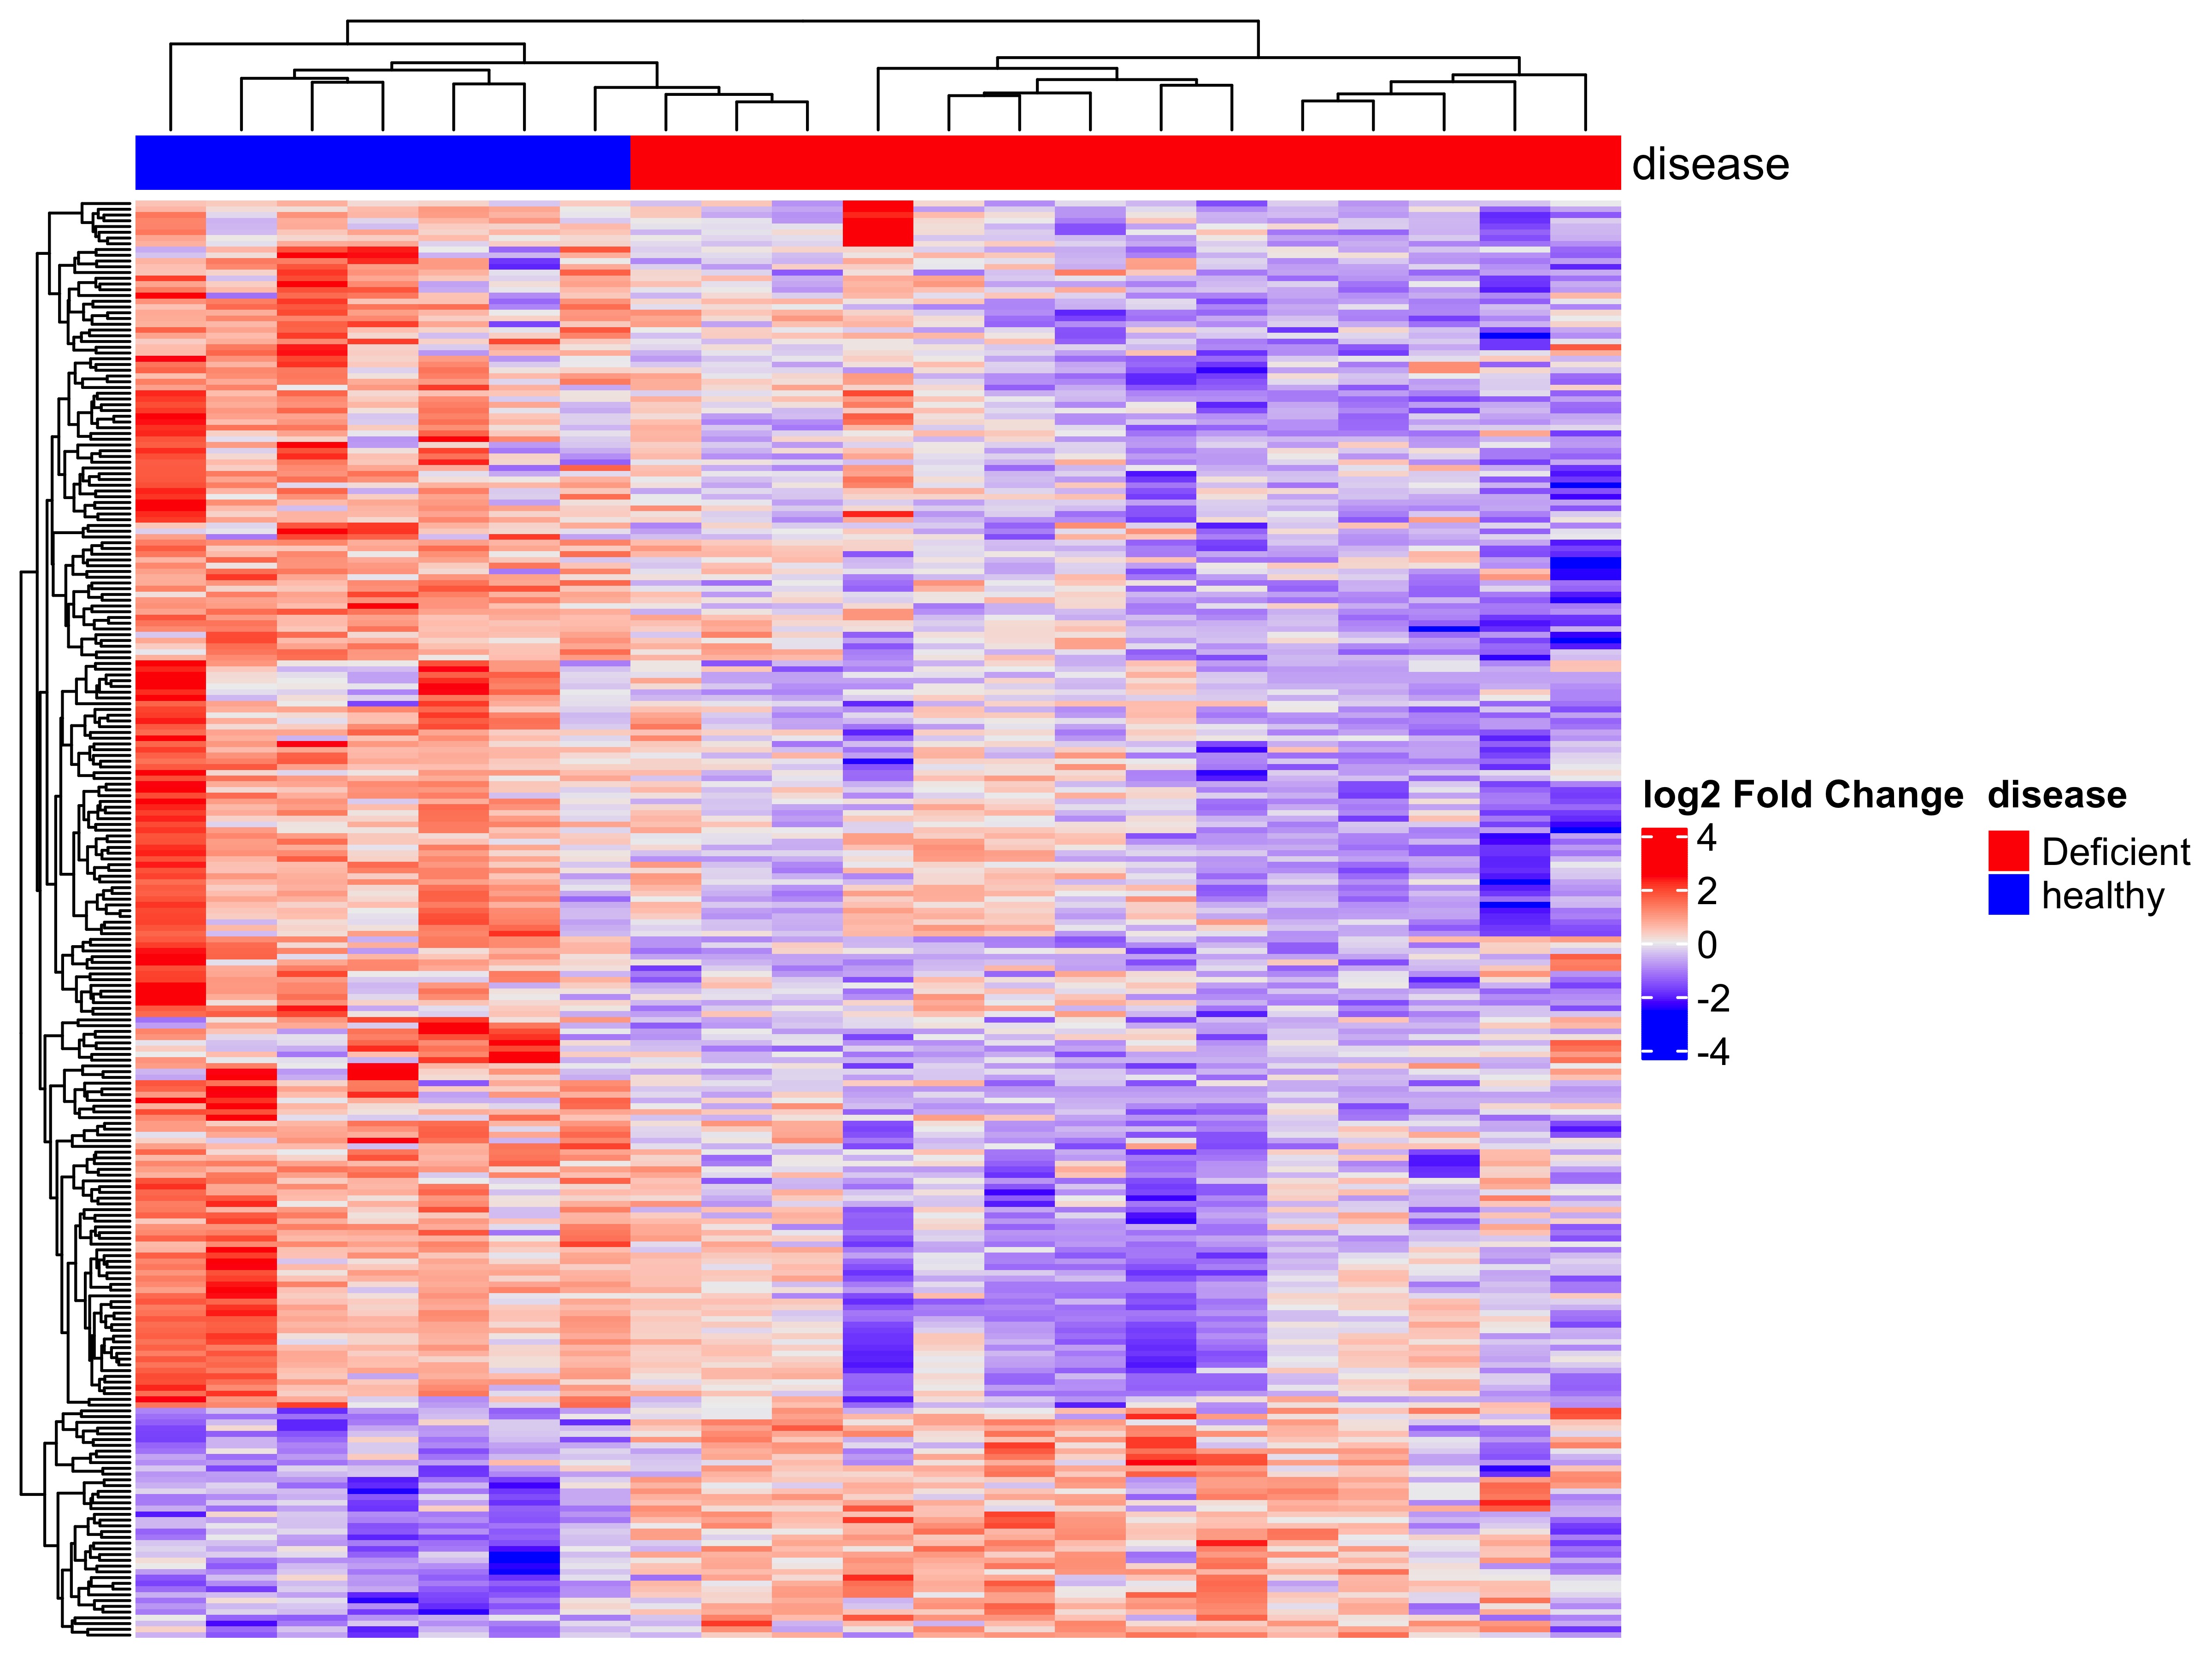 disease
log2 Fold Change
4
2
0
-2
-4
disease
Deficient
healthy